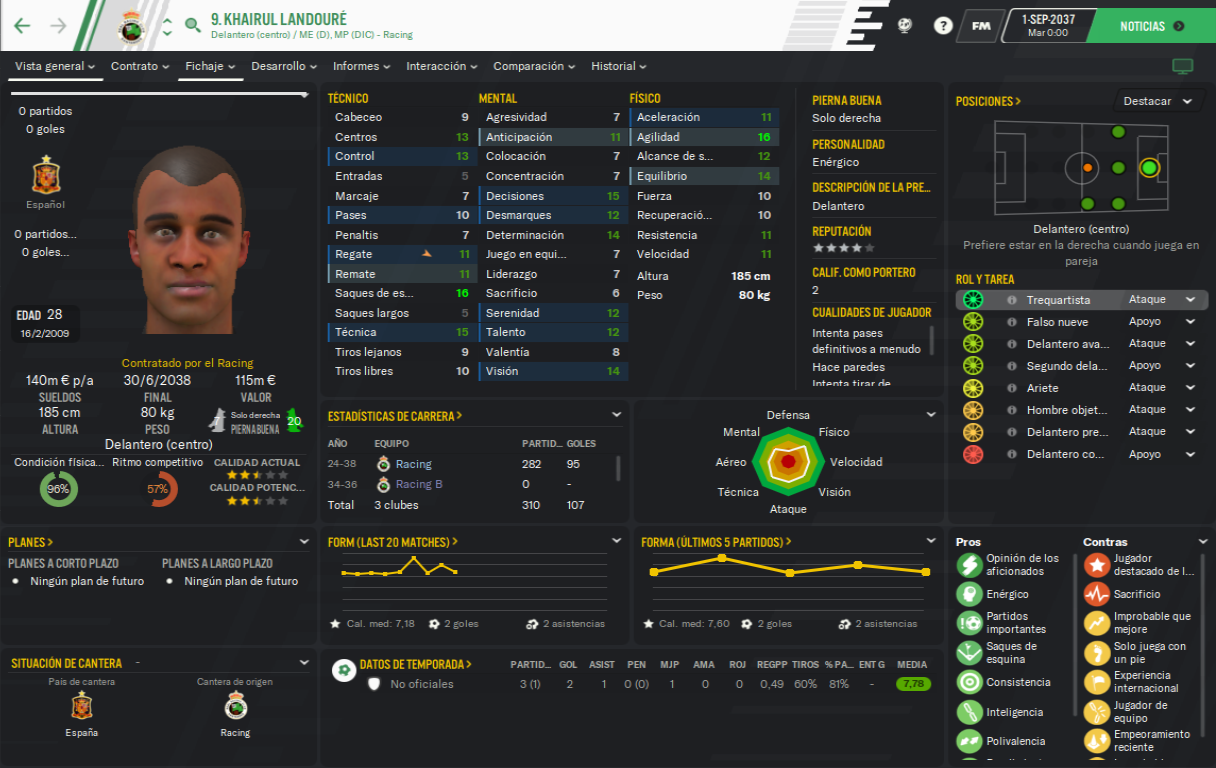 9. KHAIRUL LANDOURÉ
Delantero (centro) / ME (D), MP (DIC) - Racing
?
FM
1-SEP-2037
Mar 0:00
NOTICIAS
Vista general
Contrato
Fichaje
Desarrollo
Informes
Interacción
Comparación
Historial
0 partidos
0 goles
Español
0 partidos...
0 goles...
EDAD 28
16/2/2009
Contratado por el Racing
140m € p/a
30/6/2038
115m €
SUELDOS
FINAL
VALOR
185 cm
80 kg
7
Solo derecha
20
ALTURA
PESO
PIERNA BUENA
Delantero (centro)
Condición física...
Ritmo competitivo
CALIDAD ACTUAL
96%
57%
CALIDAD POTENC...
TÉCNICO
Cabeceo 9
Centros 13
Control 13
Entradas 5
Marcaje 7
Pases 10
Penaltis 7
Regate 11
Remate 11
Saques de es... 16
Saques largos 5
Técnica 15
Tiros lejanos 9
Tiros libres 10
MENTAL
Agresividad 7
Anticipación 11
Colocación 7
Concentración 7
Decisiones 15
Desmarques 12
Determinación 14
Juego en equi... 7
Liderazgo 7
Sacrificio 6
Serenidad 12
Talento 12
Valentía 8
Visión 14
FÍSICO
Aceleración 11
Agilidad 16
Alcance de s... 12
Equilibrio 14
Fuerza 10
Recuperació... 10
Resistencia 11
Velocidad 11
Altura 185 cm
Peso 80 kg
PIERNA BUENA
Solo derecha
PERSONALIDAD
Enérgico
DESCRIPCIÓN DE LA PRE...
Delantero
REPUTACIÓN
CALIF. COMO PORTERO
2
CUALIDADES DE JUGADOR
Intenta pases
definitivos a menudo
Hace paredes
Intenta tirar de
POSICIONES >
Destacar
Delantero (centro)
Prefiere estar en la derecha cuando juega en
pareja
ROL Y TAREA
Trequartista Ataque
Falso nueve Apoyo
Delantero ava... Ataque
Segundo dela... Apoyo
Ariete Ataque
Hombre objet... Ataque
Delantero pre... Ataque
Delantero co... Apoyo
ESTADÍSTICAS DE CARRERA >
AÑO EQUIPO PARTID... GOLES
24-38 Racing 282 95
34-36 Racing B 0 -
Total 3 clubes 310 107
Defensa
Mental
Físico
Aéreo
Velocidad
Técnica
Visión
Ataque
PLANES >
PLANES A CORTO PLAZO
PLANES A LARGO PLAZO
Ningún plan de futuro
Ningún plan de futuro
FORM (LAST 20 MATCHES) >
Cal. med: 7,18
2 goles
2 asistencias
FORMA (ÚLTIMOS 5 PARTIDOS) >
Cal. med: 7,60
2 goles
2 asistencias
Pros
Opinión de los
aficionados
Enérgico
Partidos
importantes
Saques de
esquina
Consistencia
Inteligencia
Polivalencia
Contras
Jugador
destacado de l...
Sacrificio
Improbable que
mejore
Solo juega con
un pie
Experiencia
internacional
Jugador de
equipo
Empeoramiento
reciente
SITUACIÓN DE CANTERA -
País de cantera
Cantera de origen
España
Racing
DATOS DE TEMPORADA >
PARTID... GOL ASIST PEN MJP AMA ROJ REGPP TIROS % PA... ENT G MEDIA
No oficiales 3 (1) 2 1 0 (0) 1 0 0 0,49 60% 81% - 7,78